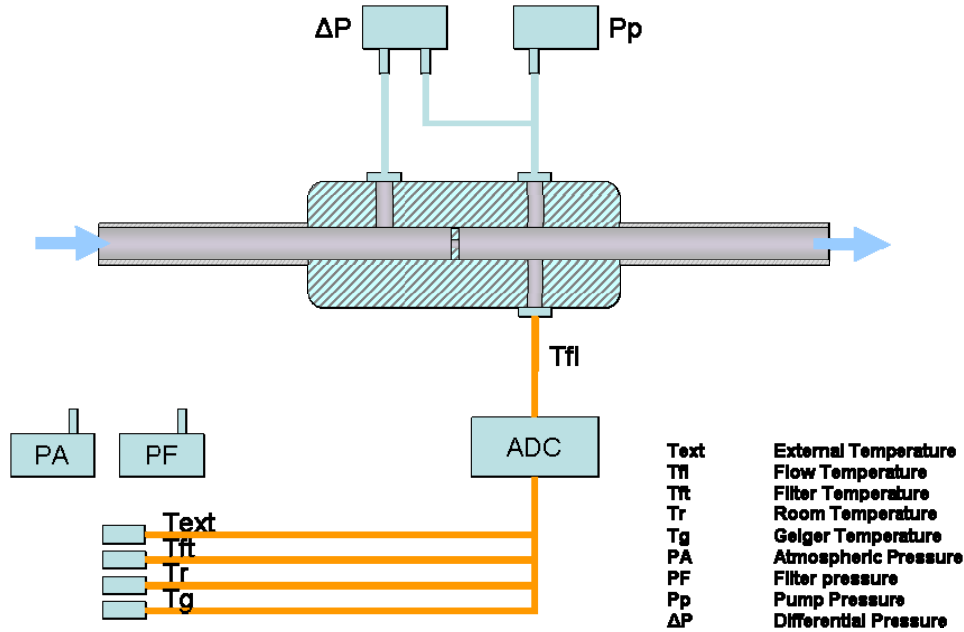 ΔP
Pp
Tfl
PA
PF
ADC
Text
Tft
Tr
Tg
Text External Temperature
Tfl Flow Temperature
Tft Filter Temperature
Tr Room Temperature
Tg Geiger Temperature
PA Atmospheric Pressure
PF Filter pressure
Pp Pump Pressure
ΔP Differential Pressure